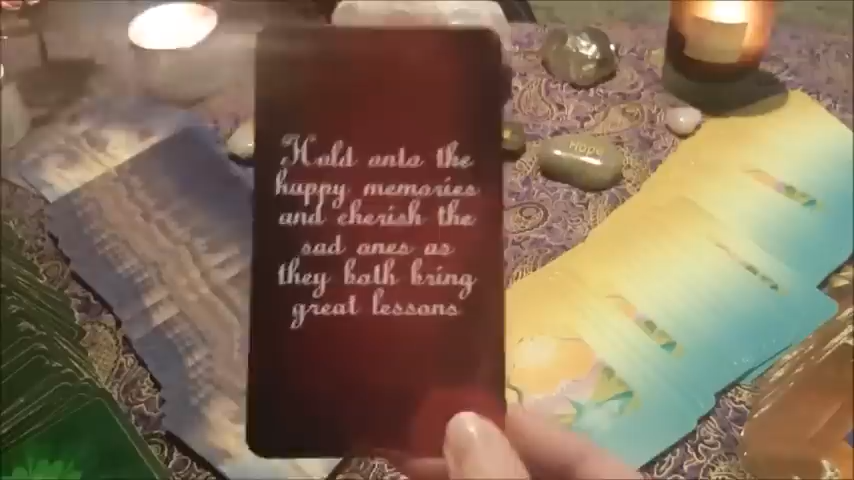 Hold onto the
happy memories
and cherish the
sad ones as
they both bring
great lessons
Hope